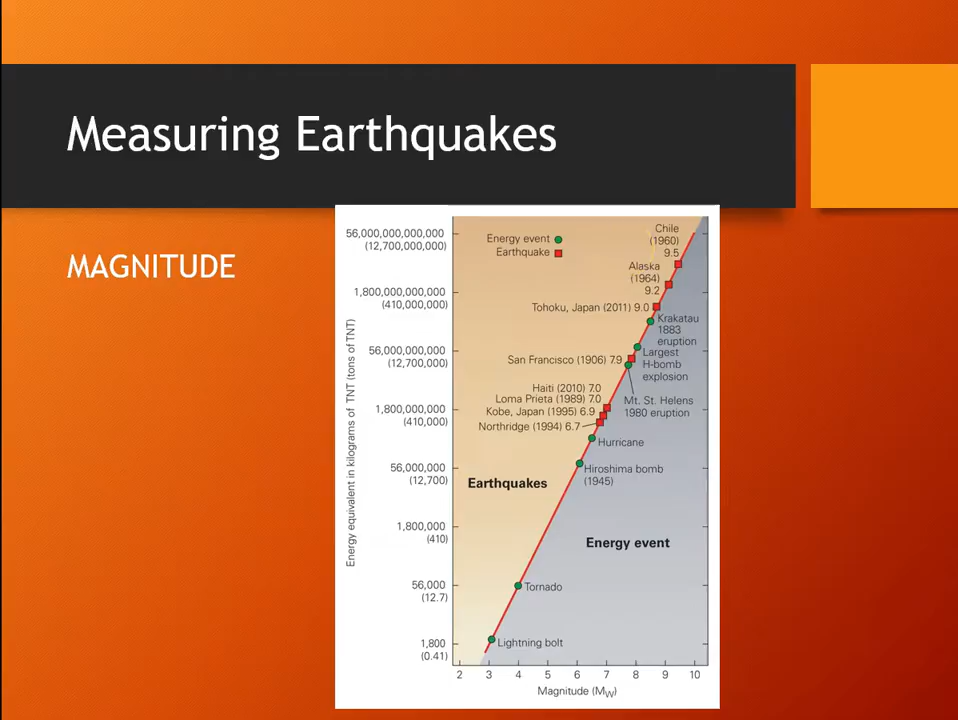 Measuring Earthquakes
MAGNITUDE
56,000,000,000,000
(12,700,000,000)
1,800,000,000,000
(410,000,000)
56,000,000,000
(12,700,000)
1,800,000,000
(410,000)
56,000,000
(12,700)
1,800,000
(410)
56,000
(12.7)
1,800
(0.41)
Energy equivalent in kilograms of TNT (tons of TNT)
Energy event
Earthquake
Chile
(1960)
9.5
Alaska
(1964)
9.2
Tohoku, Japan (2011) 9.0
Krakatau
1883
eruption
Largest
H-bomb
explosion
San Francisco (1906) 7.9
Mt. St. Helens
1980 eruption
Haiti (2010) 7.0
Loma Prieta (1989) 7.0
Kobe, Japan (1995) 6.9
Northridge (1994) 6.7
Hurricane
Hiroshima bomb
(1945)
Earthquakes
Energy event
Tornado
Lightning bolt
2 3 4 5 6 7 8 9 10
Magnitude (MW)